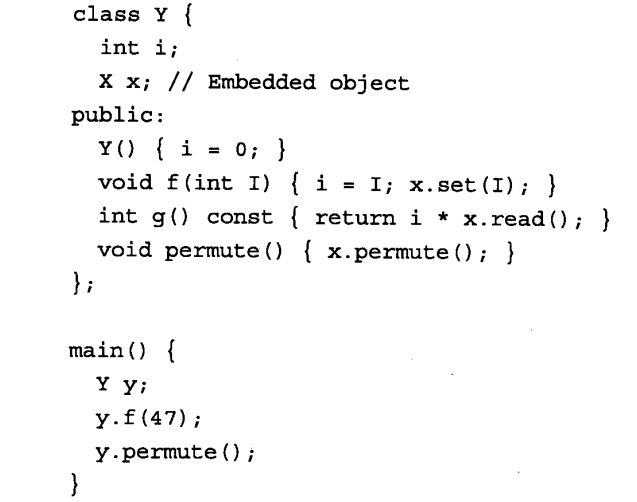 class Y {
  int i;
  X x; // Embedded object
public:
  Y() { i = 0; }
  void f(int I) { i = I; x.set(I); }
  int g() const { return i * x.read(); }
  void permute() { x.permute(); }
};

main() {
  Y y;
  y.f(47);
  y.permute();
}